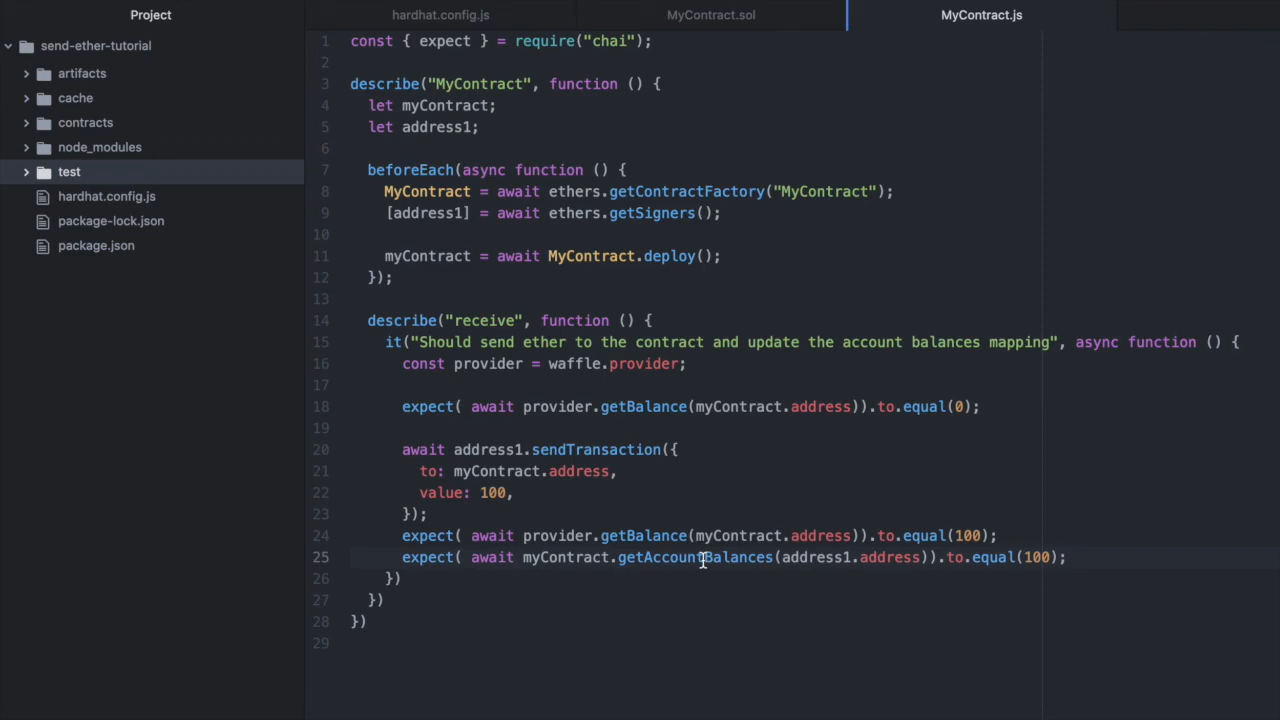 Project
hardhat.config.js
MyContract.sol
MyContract.js
send-ether-tutorial
artifacts
cache
contracts
node_modules
test
hardhat.config.js
package-lock.json
package.json
1 const { expect } = require("chai");
2
3 describe("MyContract", function () {
4 let myContract;
5 let address1;
6
7 beforeEach(async function () {
8 MyContract = await ethers.getContractFactory("MyContract");
9 [address1] = await ethers.getSigners();
10
11 myContract = await MyContract.deploy();
12 });
13
14 describe("receive", function () {
15 it("Should send ether to the contract and update the account balances mapping", async function () {
16 const provider = waffle.provider;
17
18 expect( await provider.getBalance(myContract.address)).to.equal(0);
19
20 await address1.sendTransaction({
21 to: myContract.address,
22 value: 100,
23 });
24 expect( await provider.getBalance(myContract.address)).to.equal(100);
25 expect( await myContract.getAccountBalances(address1.address)).to.equal(100);
26 })
27 })
28 })
29